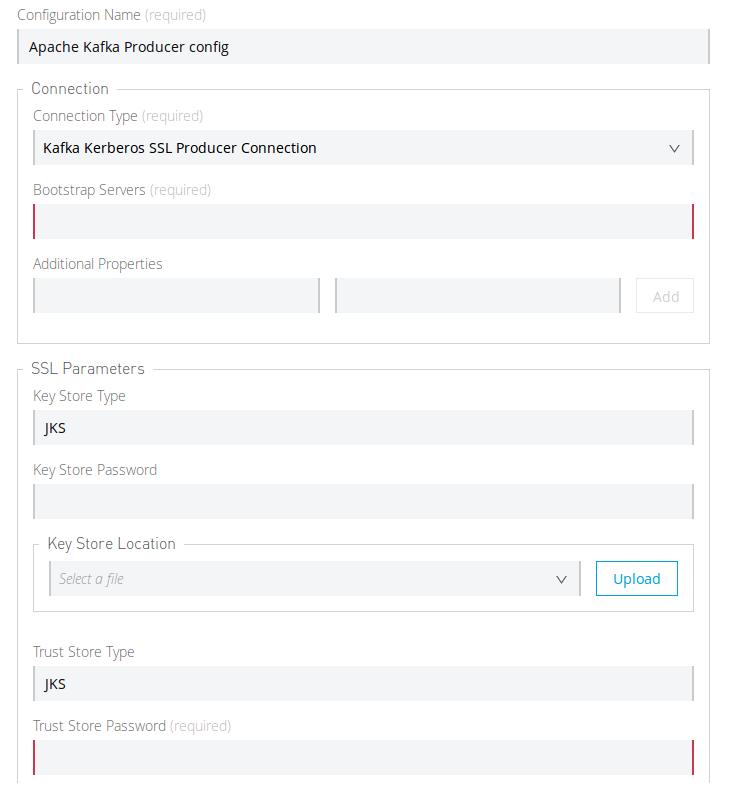 Configuration Name (required)
Apache Kafka Producer config
Connection
Connection Type (required)
Kafka Kerberos SSL Producer Connection
Bootstrap Servers (required)
Additional Properties
Add
SSL Parameters
Key Store Type
JKS
Key Store Password
Key Store Location
Select a file
Upload
Trust Store Type
JKS
Trust Store Password (required)